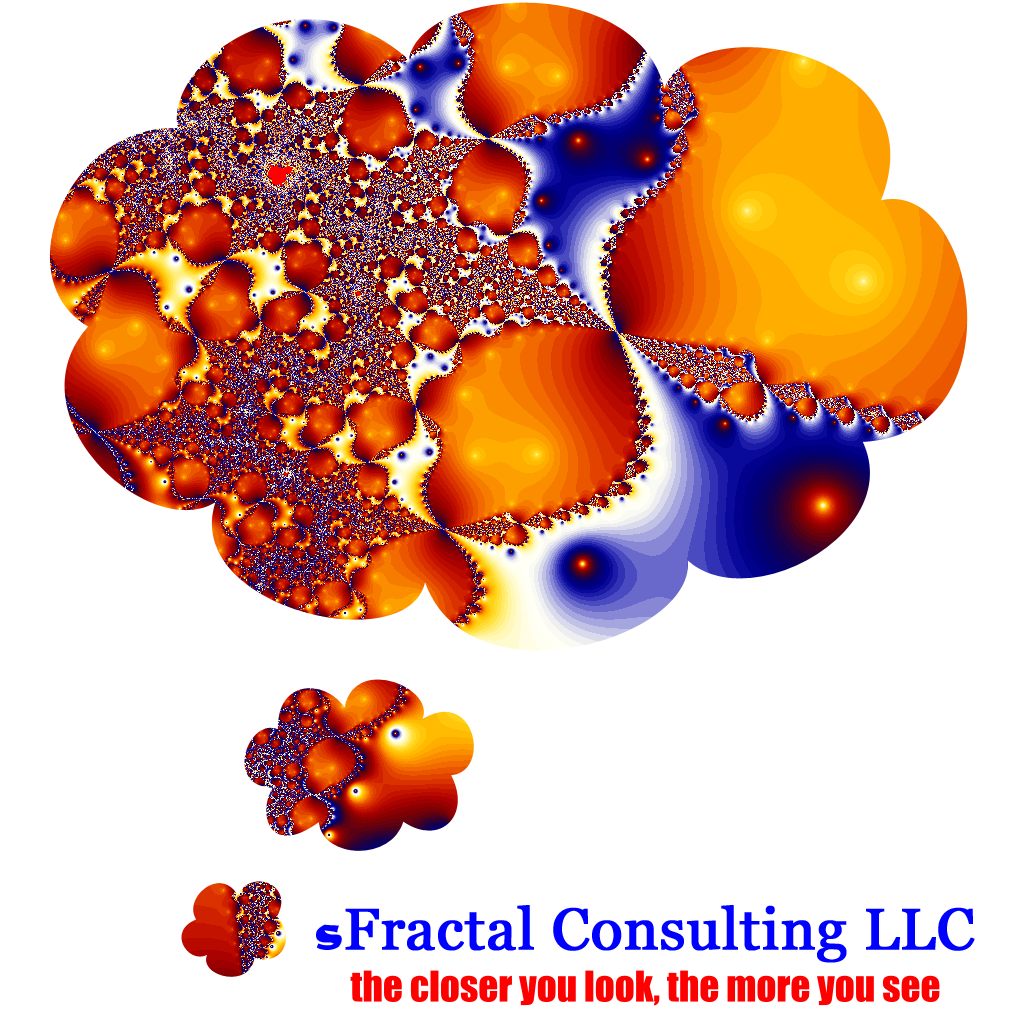 sFractal Consulting LLC
the closer you look, the more you see